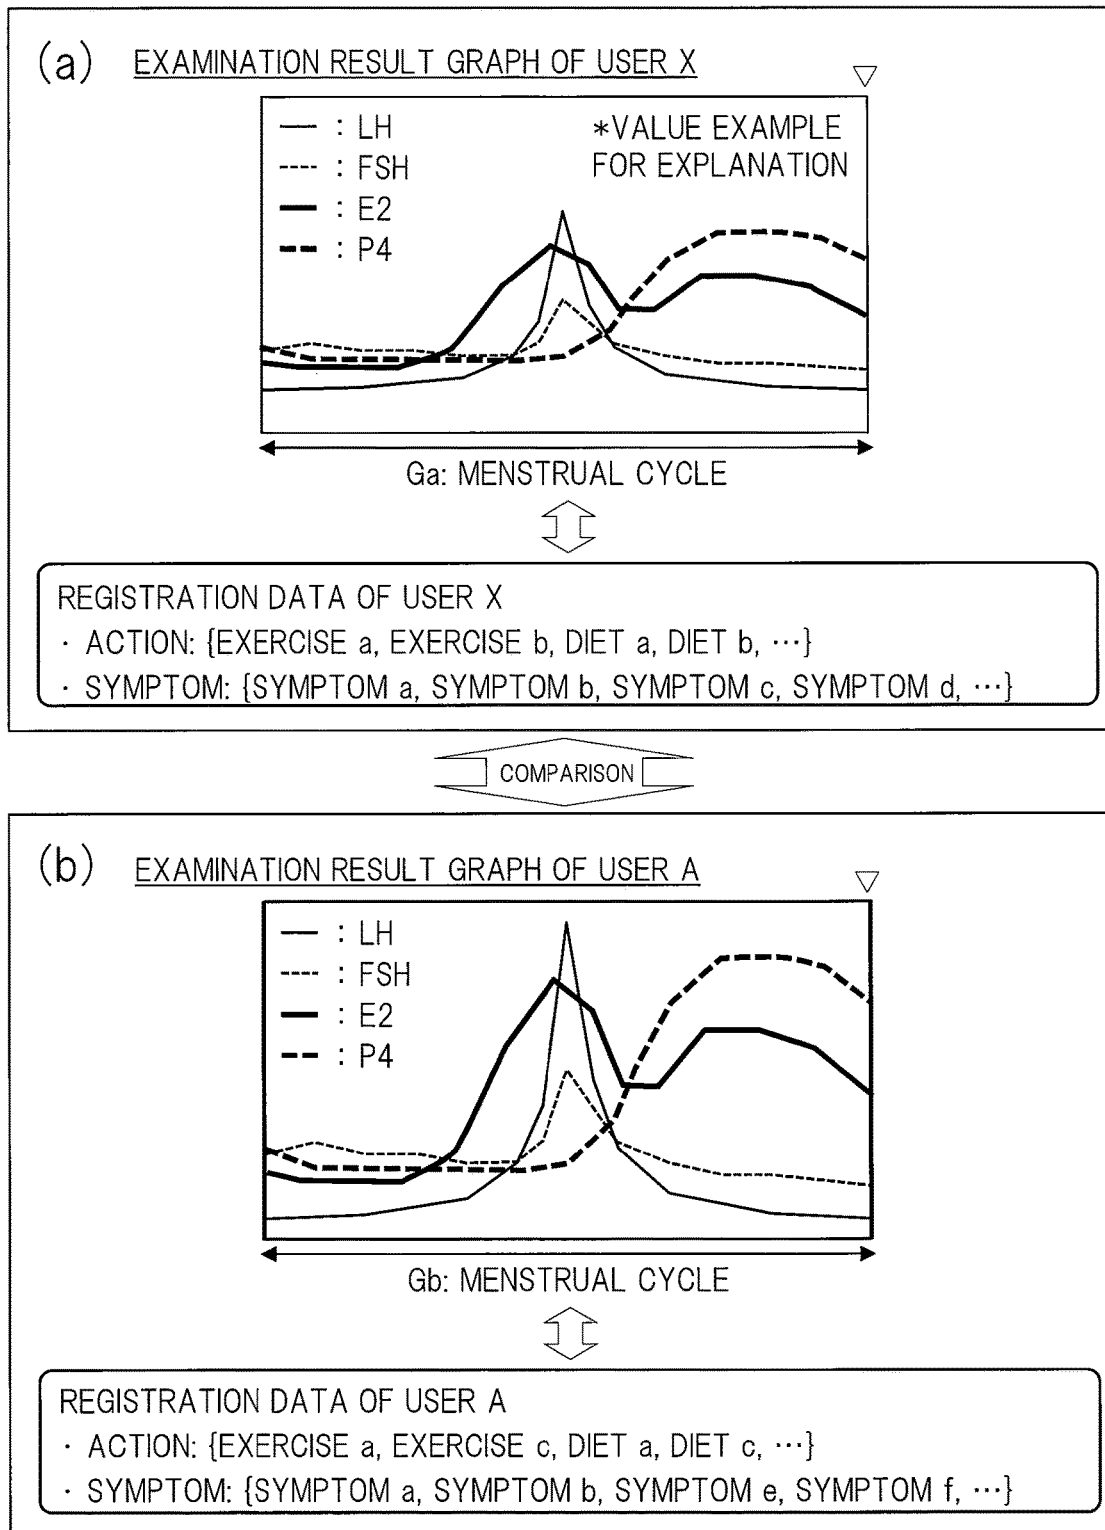 (a) EXAMINATION RESULT GRAPH OF USER X
— : LH
*VALUE EXAMPLE
---- : FSH
FOR EXPLANATION
— : E2
--- : P4
Ga: MENSTRUAL CYCLE
REGISTRATION DATA OF USER X
· ACTION: {EXERCISE a, EXERCISE b, DIET a, DIET b, ⋯}
· SYMPTOM: {SYMPTOM a, SYMPTOM b, SYMPTOM c, SYMPTOM d, ⋯}
COMPARISON
(b) EXAMINATION RESULT GRAPH OF USER A
— : LH
---- : FSH
— : E2
--- : P4
Gb: MENSTRUAL CYCLE
REGISTRATION DATA OF USER A
· ACTION: {EXERCISE a, EXERCISE c, DIET a, DIET c, ⋯}
· SYMPTOM: {SYMPTOM a, SYMPTOM b, SYMPTOM e, SYMPTOM f, ⋯}